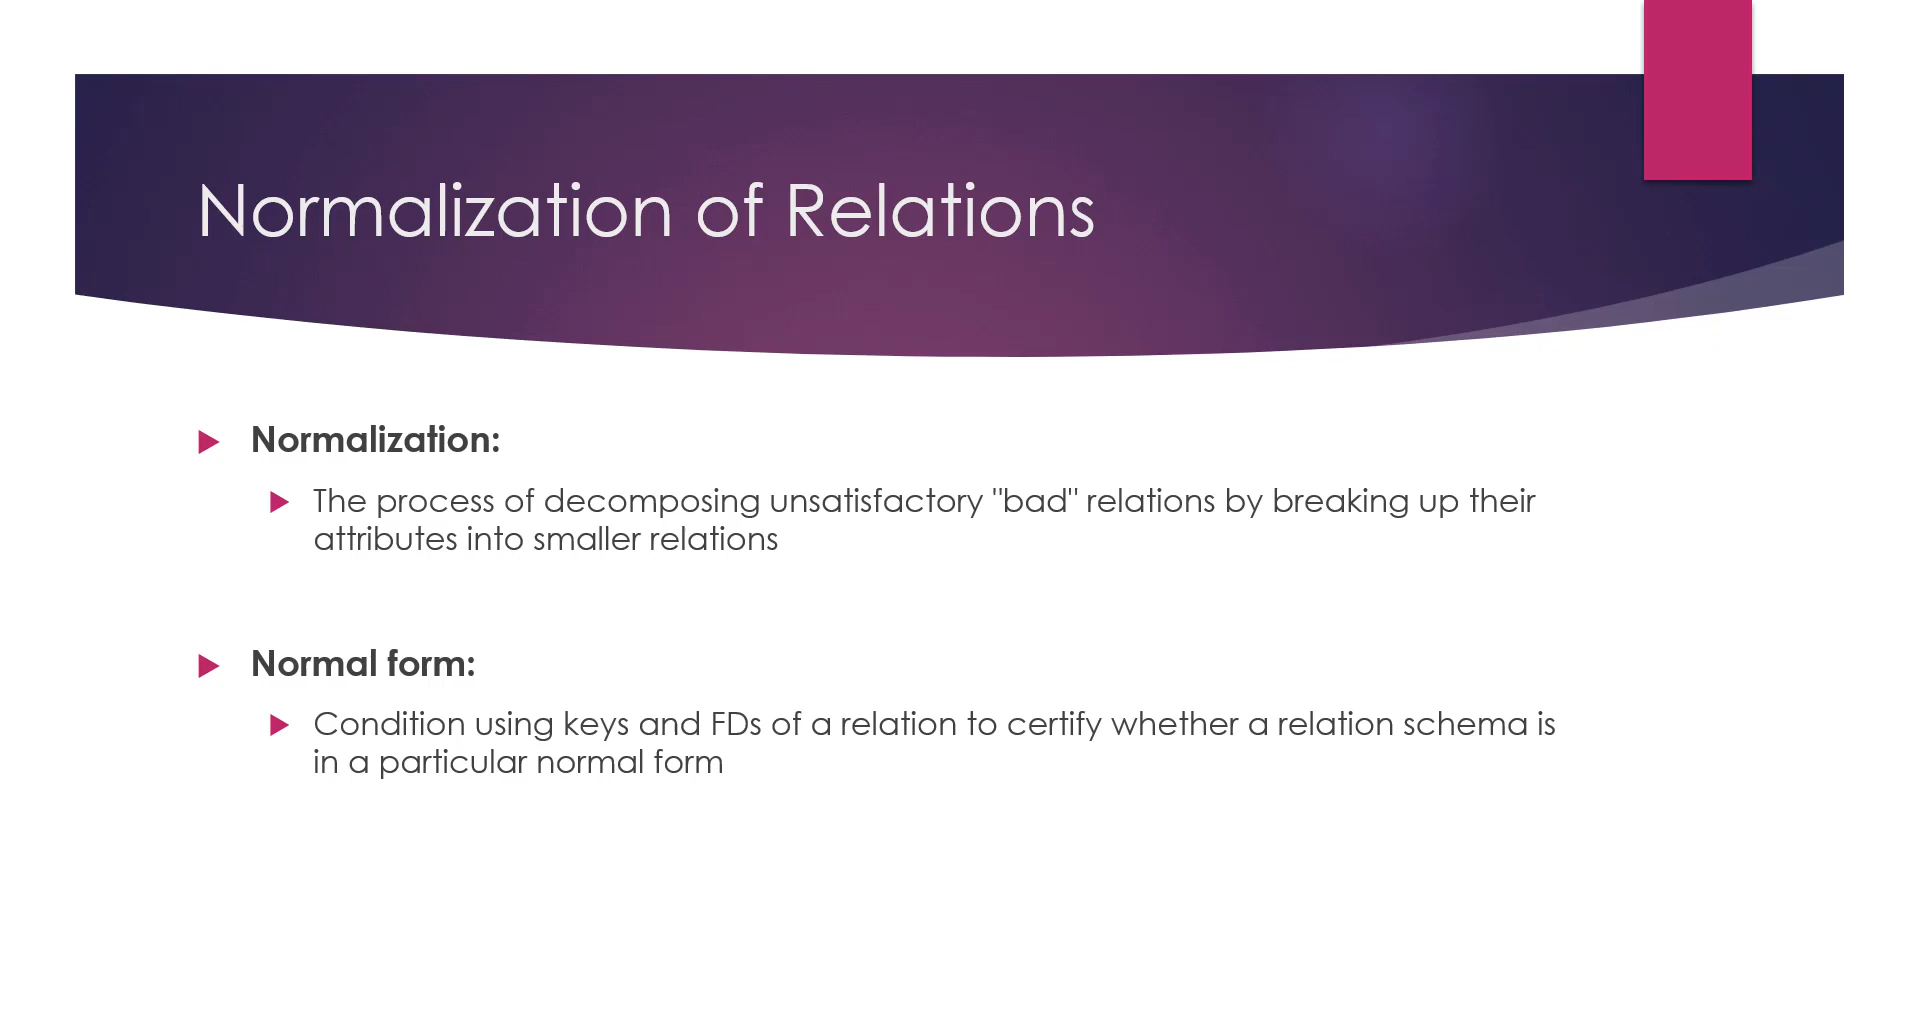 Normalization of Relations
Normalization:
The process of decomposing unsatisfactory "bad" relations by breaking up their
attributes into smaller relations
Normal form:
Condition using keys and FDs of a relation to certify whether a relation schema is
in a particular normal form